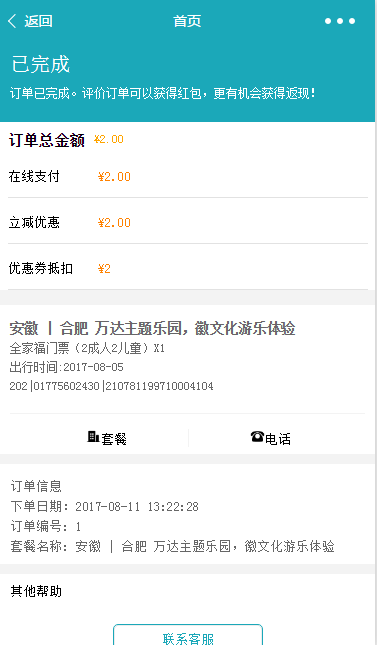 返回 首页
已完成
订单已完成。评价订单可以获得红包，更有机会获得返现！
订单总金额 ¥2.00
在线支付 ¥2.00
立减优惠 ¥2.00
优惠券抵扣 ¥2
安徽 | 合肥 万达主题乐园，徽文化游乐体验
全家福门票（2成人2儿童）X1
出行时间:2017-08-05
202|01775602430|210781199710004104
套餐 电话
订单信息
下单日期: 2017-08-11 13:22:28
订单编号: 1
套餐名称: 安徽 | 合肥 万达主题乐园，徽文化游乐体验
其他帮助
联系客服